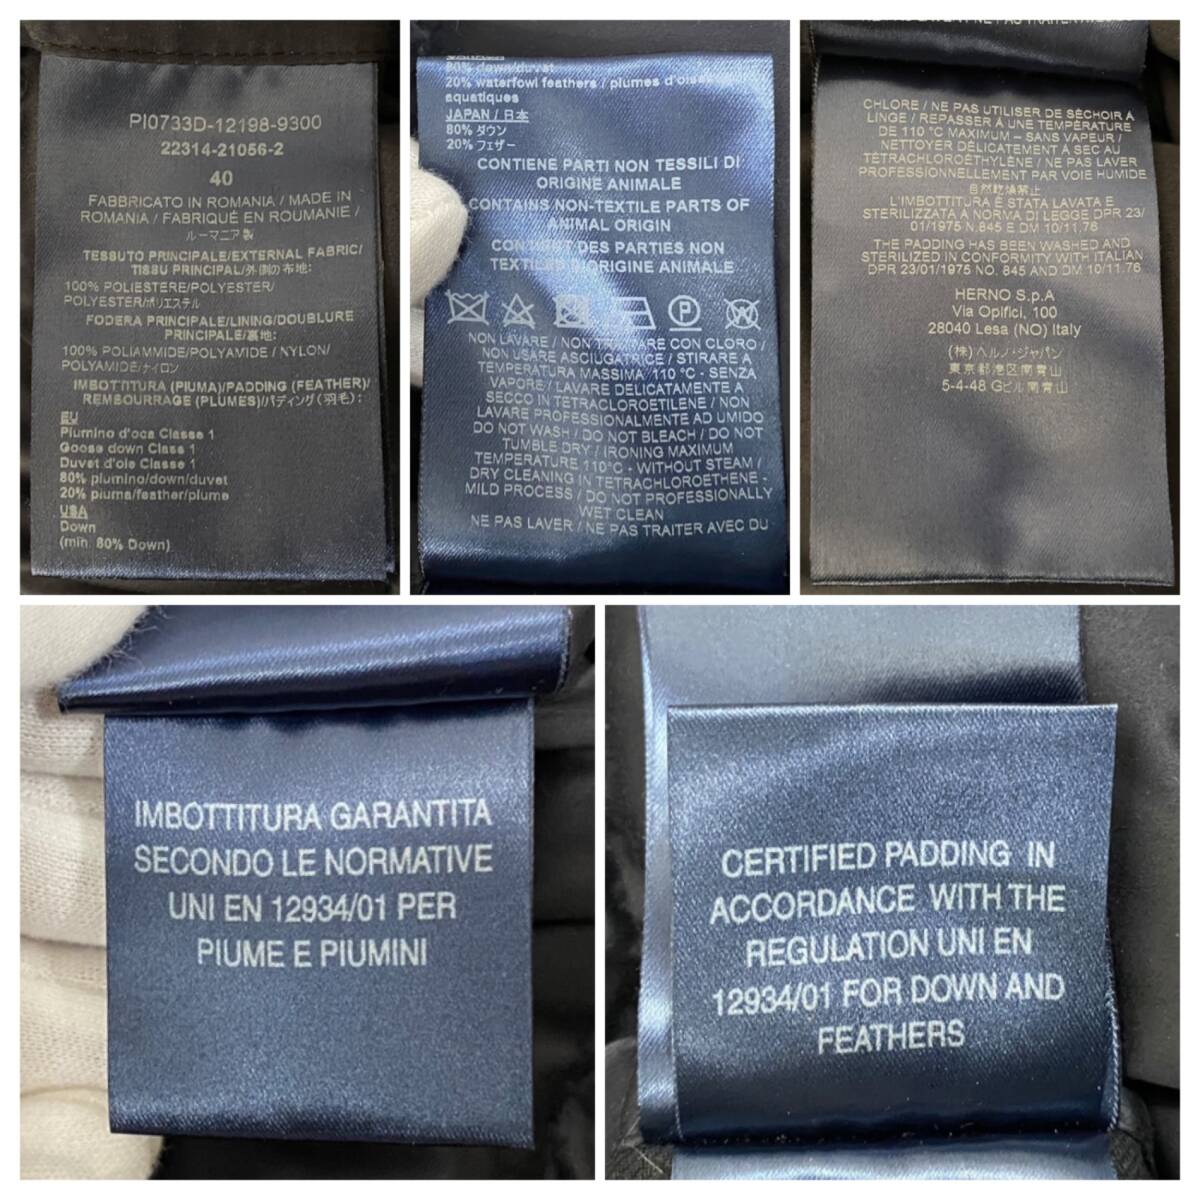 PI0733D-12198-9300
22314-21056-2
40
FABBRICATO IN ROMANIA / MADE IN
ROMANIA / FABRIQUÉ EN ROUMANIE /
ルーマニア製
TESSUTO PRINCIPALE/EXTERNAL FABRIC/
TISSU PRINCIPAL/外側の布地:
100% POLIESTERE/POLYESTER/
POLYESTER/ポリエステル
FODERA PRINCIPALE/LINING/DOUBLURE
PRINCIPALE/裏地:
100% POLIAMMIDE/POLYAMIDE / NYLON/
POLYAMIDE/ナイロン
IMBOTTITURA (PIUMA)/PADDING (FEATHER)/
REMBOURRAGE (PLUMES)/パディング(羽毛):
EU
Piumino d'oca Classe 1
Goose down Class 1
Duvet d'oie Classe 1
80% piumino/down/duvet
20% piuma/feather/plume
USA
Down
(min. 80% Down)
down/duvet
20% waterfowl feathers / plumes
aquatiques
JAPAN / 日本
80% ダウン
20% フェザー
CONTIENE PARTI NON TESSILI DI
ORIGINE ANIMALE
CONTAINS NON-TEXTILE PARTS OF
ANIMAL ORIGIN
DES PARTIES NON
D'ORIGINE ANIMALE
P
NON LAVARE / NON CON CLORO /
NON USARE ASCIUGATRICE / STIRARE A
TEMPERATURA MASSIMA 110 °C - SENZA
VAPORE / LAVARE DELICATAMENTE A
SECCO IN TETRACLOROETILENE / NON
LAVARE PROFESSIONALMENTE AD UMIDO
DO NOT WASH / DO NOT BLEACH / DO NOT
TUMBLE DRY / IRONING MAXIMUM
TEMPERATURE 110°C - WITHOUT STEAM /
DRY CLEANING IN TETRACHLOROETHENE -
MILD PROCESS / DO NOT PROFESSIONALLY
WET CLEAN
NE PAS LAVER / NE PAS TRAITER AVEC DU
CHLORE / NE PAS UTILISER DE SÉCHOIR À
LINGE / REPASSER À UNE TEMPÉRATURE
DE 110 °C MAXIMUM – SANS VAPEUR /
NETTOYER DÉLICATEMENT À SEC AU
TÉTRACHLOROÉTHYLÈNE / NE PAS LAVER
PROFESSIONNELLEMENT PAR VOIE HUMIDE
自然乾燥禁止
L'IMBOTTITURA È STATA LAVATA E
STERILIZZATA A NORMA DI LEGGE DPR 23/
01/1975 N.845 E DM 10/11.76
THE PADDING HAS BEEN WASHED AND
STERILIZED IN CONFORMITY WITH ITALIAN
DPR 23/01/1975 NO. 845 AND DM 10/11.76
HERNO S.p.A
Via Opifici, 100
28040 Lesa (NO) Italy
(株)ヘルノ・ジャパン
東京都港区南青山
5-4-48 Gビル南青山
IMBOTTITURA GARANTITA
SECONDO LE NORMATIVE
UNI EN 12934/01 PER
PIUME E PIUMINI
CERTIFIED PADDING IN
ACCORDANCE WITH THE
REGULATION UNI EN
12934/01 FOR DOWN AND
FEATHERS